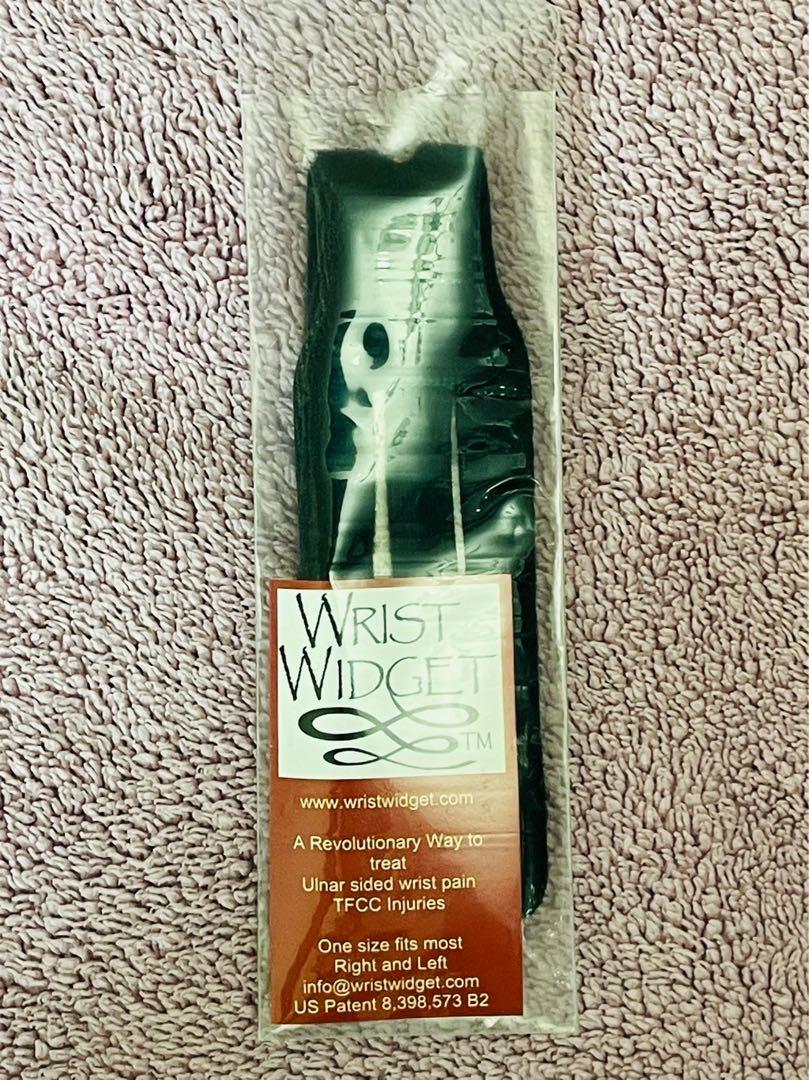 WRIST
WIDGET
TM
www.wristwidget.com
A Revolutionary Way to
treat
Ulnar sided wrist pain
TFCC Injuries
One size fits most
Right and Left
info@wristwidget.com
US Patent 8,398,573 B2